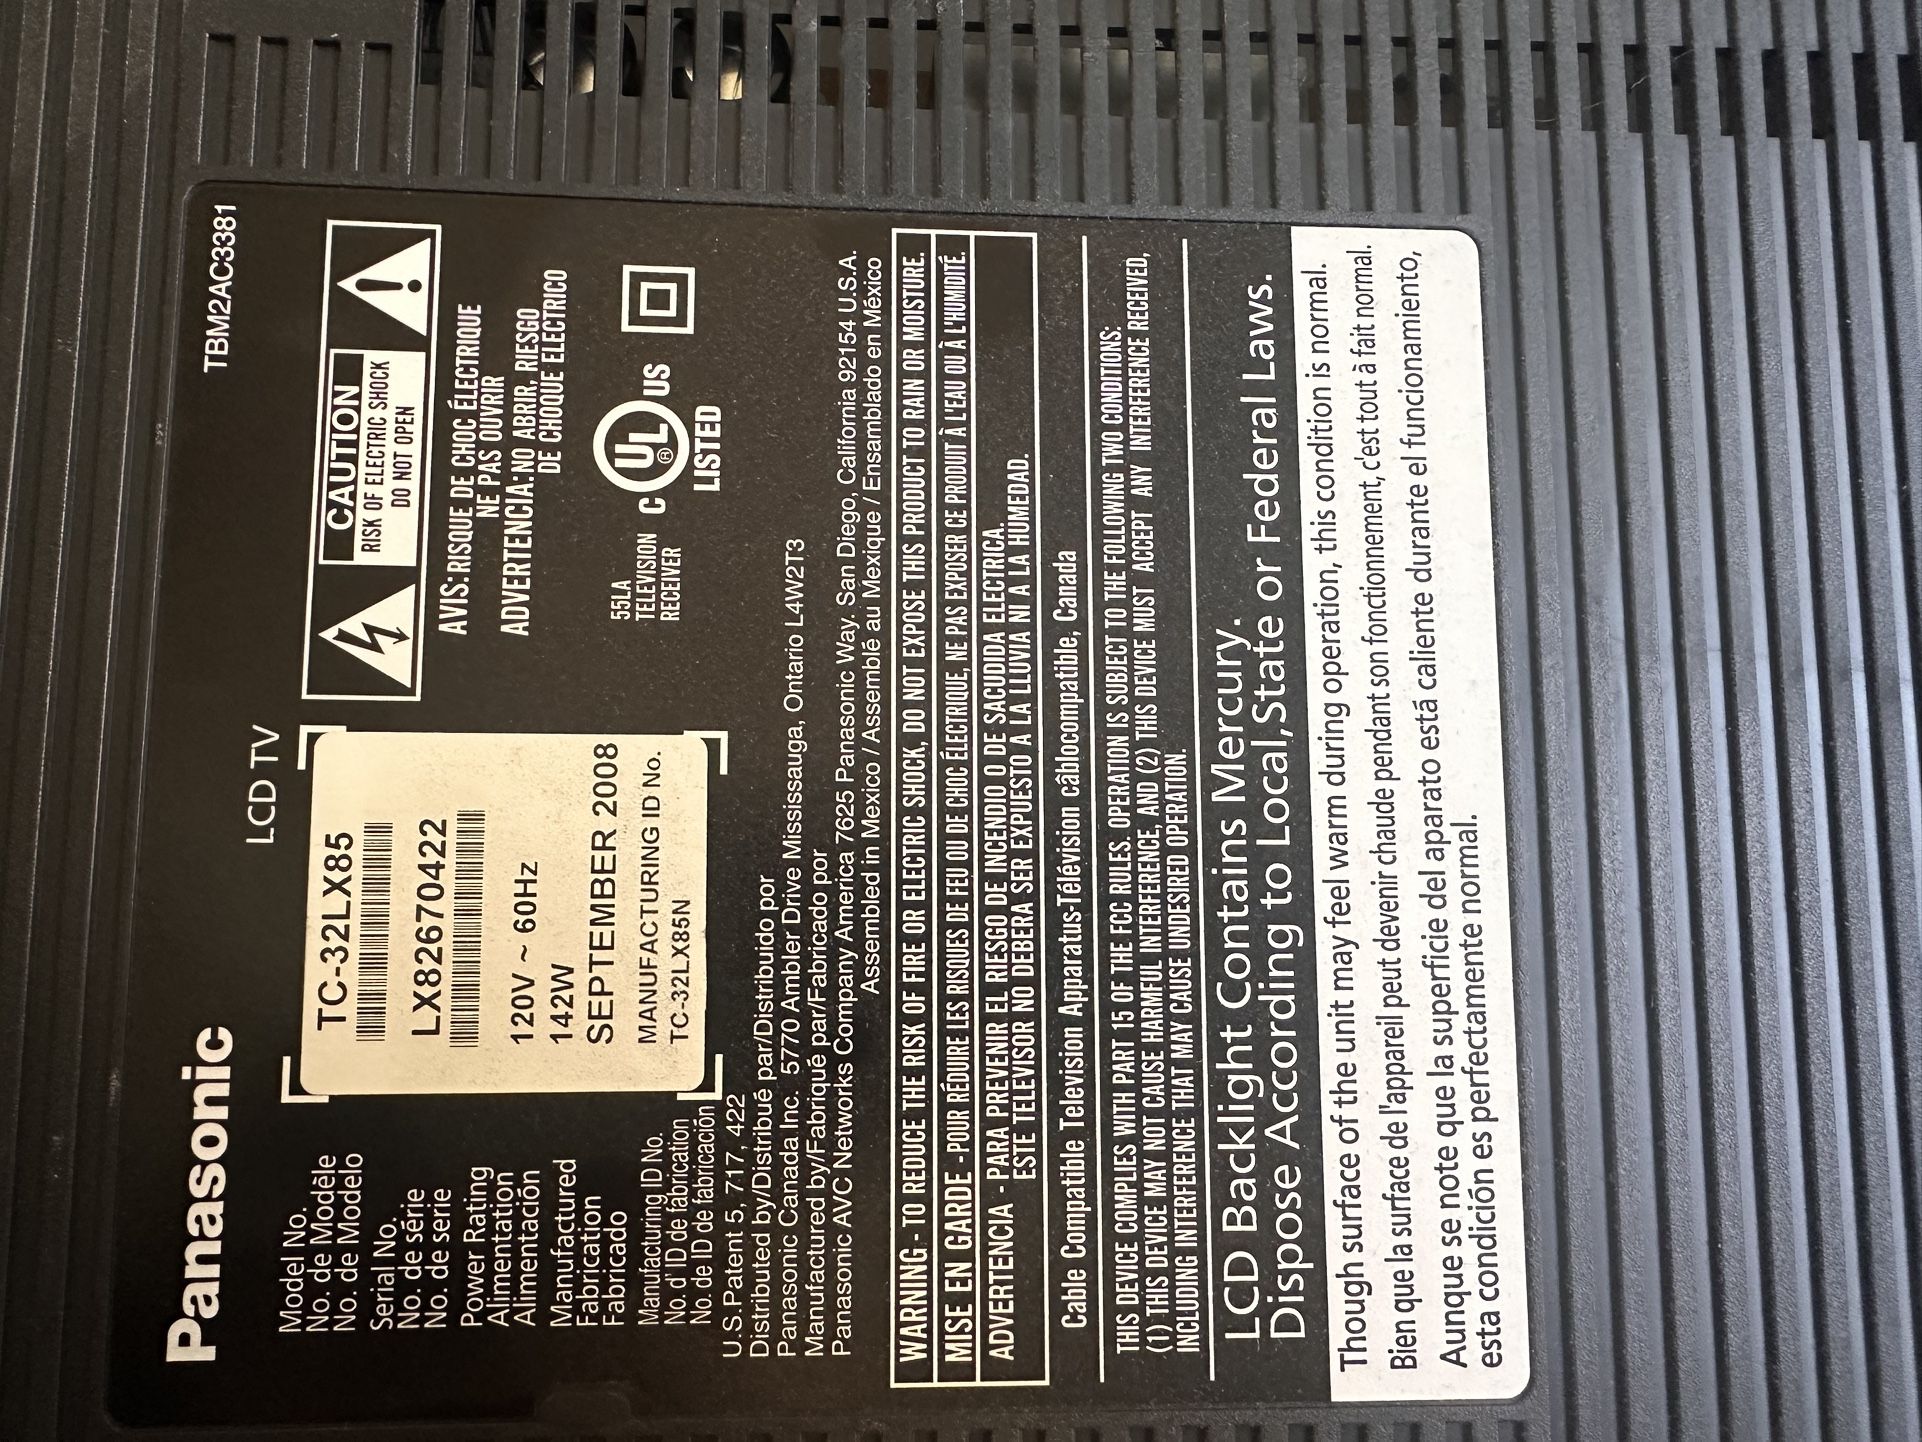 Panasonic
TBM2AC3381
LCD TV
Model No.
No. de Modèle
No. de Modelo
TC-32LX85
Serial No.
No. de série
No. de serie
LX82670422
Power Rating
Alimentation
Alimentación
120V ~ 60Hz
142W
Manufactured
Fabrication
Fabricado
SEPTEMBER 2008
Manufacturing ID No.
No. d' ID de fabrication
No. de ID de fabricación
MANUFACTURING ID No.
TC-32LX85N
CAUTION
RISK OF ELECTRIC SHOCK
DO NOT OPEN
AVIS: RISQUE DE CHOC ÉLECTRIQUE
NE PAS OUVRIR
ADVERTENCIA: NO ABRIR, RIESGO
DE CHOQUE ELECTRICO
55LA
TELEVISION
RECEIVER
C UL® US
LISTED
U.S.Patent 5, 717, 422
Distributed by/Distribué par/Distribuido por
Panasonic Canada Inc. 5770 Ambler Drive Mississauga, Ontario L4W2T3
Manufactured by/Fabriqué par/Fabricado por
Panasonic AVC Networks Company America 7625 Panasonic Way. San Diego, California 92154 U.S.A.
Assembled in Mexico / Assemblé au Mexique / Ensamblado en México
WARNING - TO REDUCE THE RISK OF FIRE OR ELECTRIC SHOCK, DO NOT EXPOSE THIS PRODUCT TO RAIN OR MOISTURE.
MISE EN GARDE - POUR RÉDUIRE LES RISQUES DE FEU OU DE CHOC ÉLECTRIQUE, NE PAS EXPOSER CE PRODUIT À L'EAU OU À L'HUMIDITÉ.
ADVERTENCIA - PARA PREVENIR EL RIESGO DE INCENDIO O DE SACUDIDA ELECTRICA.
ESTE TELEVISOR NO DEBERA SER EXPUESTO A LA LLUVIA NI A LA HUMEDAD.
Cable Compatible Television Apparatus-Télévision câblocompatible, Canada
THIS DEVICE COMPLIES WITH PART 15 OF THE FCC RULES. OPERATION IS SUBJECT TO THE FOLLOWING TWO CONDITIONS:
(1) THIS DEVICE MAY NOT CAUSE HARMFUL INTERFERENCE, AND (2) THIS DEVICE MUST ACCEPT ANY INTERFERENCE RECEIVED,
INCLUDING INTERFERENCE THAT MAY CAUSE UNDESIRED OPERATION.
LCD Backlight Contains Mercury.
Dispose According to Local,State or Federal Laws.
Though surface of the unit may feel warm during operation, this condition is normal.
Bien que la surface de l'appareil peut devenir chaude pendant son fonctionnement, c'est tout à fait normal.
Aunque se note que la superficie del aparato está caliente durante el funcionamiento,
esta condición es perfectamente normal.